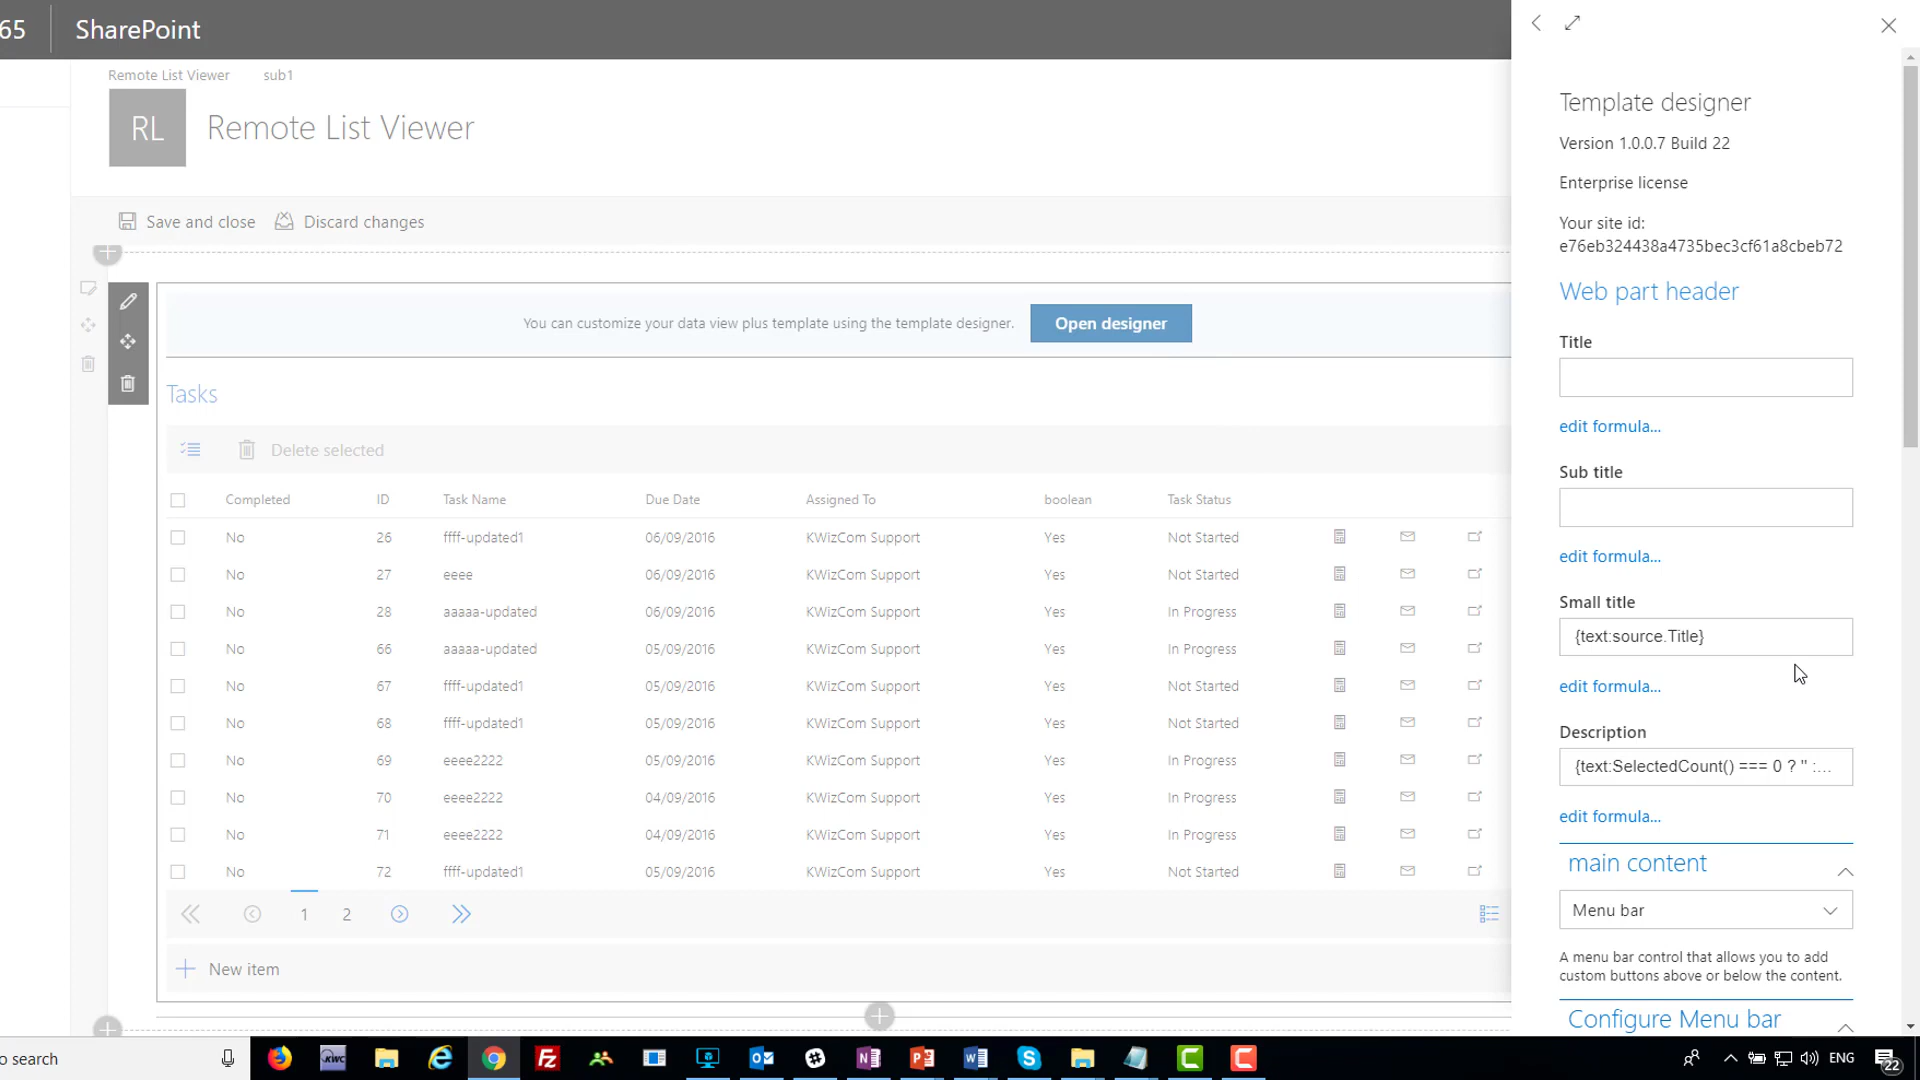 65
SharePoint
Remote List Viewer sub1
RL
Remote List Viewer
Save and close Discard changes
You can customize your data view plus template using the template designer. Open designer
Tasks
Delete selected
Completed ID Task Name Due Date Assigned To boolean Task Status
No 26 ffff-updated1 06/09/2016 KWizCom Support Yes Not Started
No 27 eeee 06/09/2016 KWizCom Support Yes Not Started
No 28 aaaaa-updated 06/09/2016 KWizCom Support Yes In Progress
No 66 aaaaa-updated 05/09/2016 KWizCom Support Yes In Progress
No 67 ffff-updated1 05/09/2016 KWizCom Support Yes Not Started
No 68 ffff-updated1 05/09/2016 KWizCom Support Yes Not Started
No 69 eeee2222 05/09/2016 KWizCom Support Yes In Progress
No 70 eeee2222 04/09/2016 KWizCom Support Yes In Progress
No 71 eeee2222 04/09/2016 KWizCom Support Yes In Progress
No 72 ffff-updated1 05/09/2016 KWizCom Support Yes Not Started
1 2
New item
Template designer
Version 1.0.0.7 Build 22
Enterprise license
Your site id:
e76eb324438a4735bec3cf61a8cbeb72
Web part header
Title
edit formula...
Sub title
edit formula...
Small title
{text:source.Title}
edit formula...
Description
{text:SelectedCount() === 0 ? '' :...
edit formula...
main content
Menu bar
A menu bar control that allows you to add
custom buttons above or below the content.
Configure Menu bar
o search
KWC
ENG
22